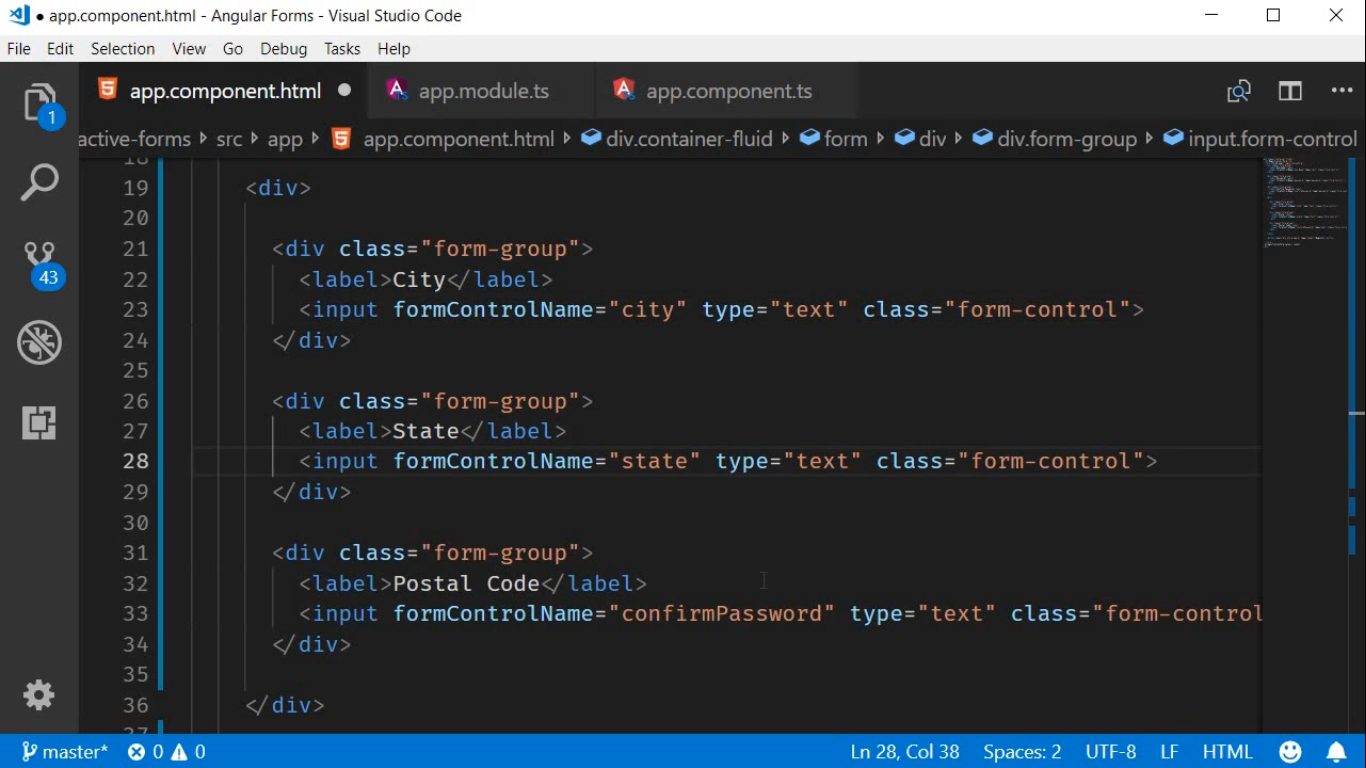 app.component.html - Angular Forms - Visual Studio Code
File Edit Selection View Go Debug Tasks Help
app.component.html app.module.ts app.component.ts
active-forms src app app.component.html div.container-fluid form div div.form-group input.form-control
1
43
18
19 <div>
20
21 <div class="form-group">
22 <label>City</label>
23 <input formControlName="city" type="text" class="form-control">
24 </div>
25
26 <div class="form-group">
27 <label>State</label>
28 <input formControlName="state" type="text" class="form-control">
29 </div>
30
31 <div class="form-group">
32 <label>Postal Code</label>
33 <input formControlName="confirmPassword" type="text" class="form-control
34 </div>
35
36 </div>
37
master* 0 0 Ln 28, Col 38 Spaces: 2 UTF-8 LF HTML